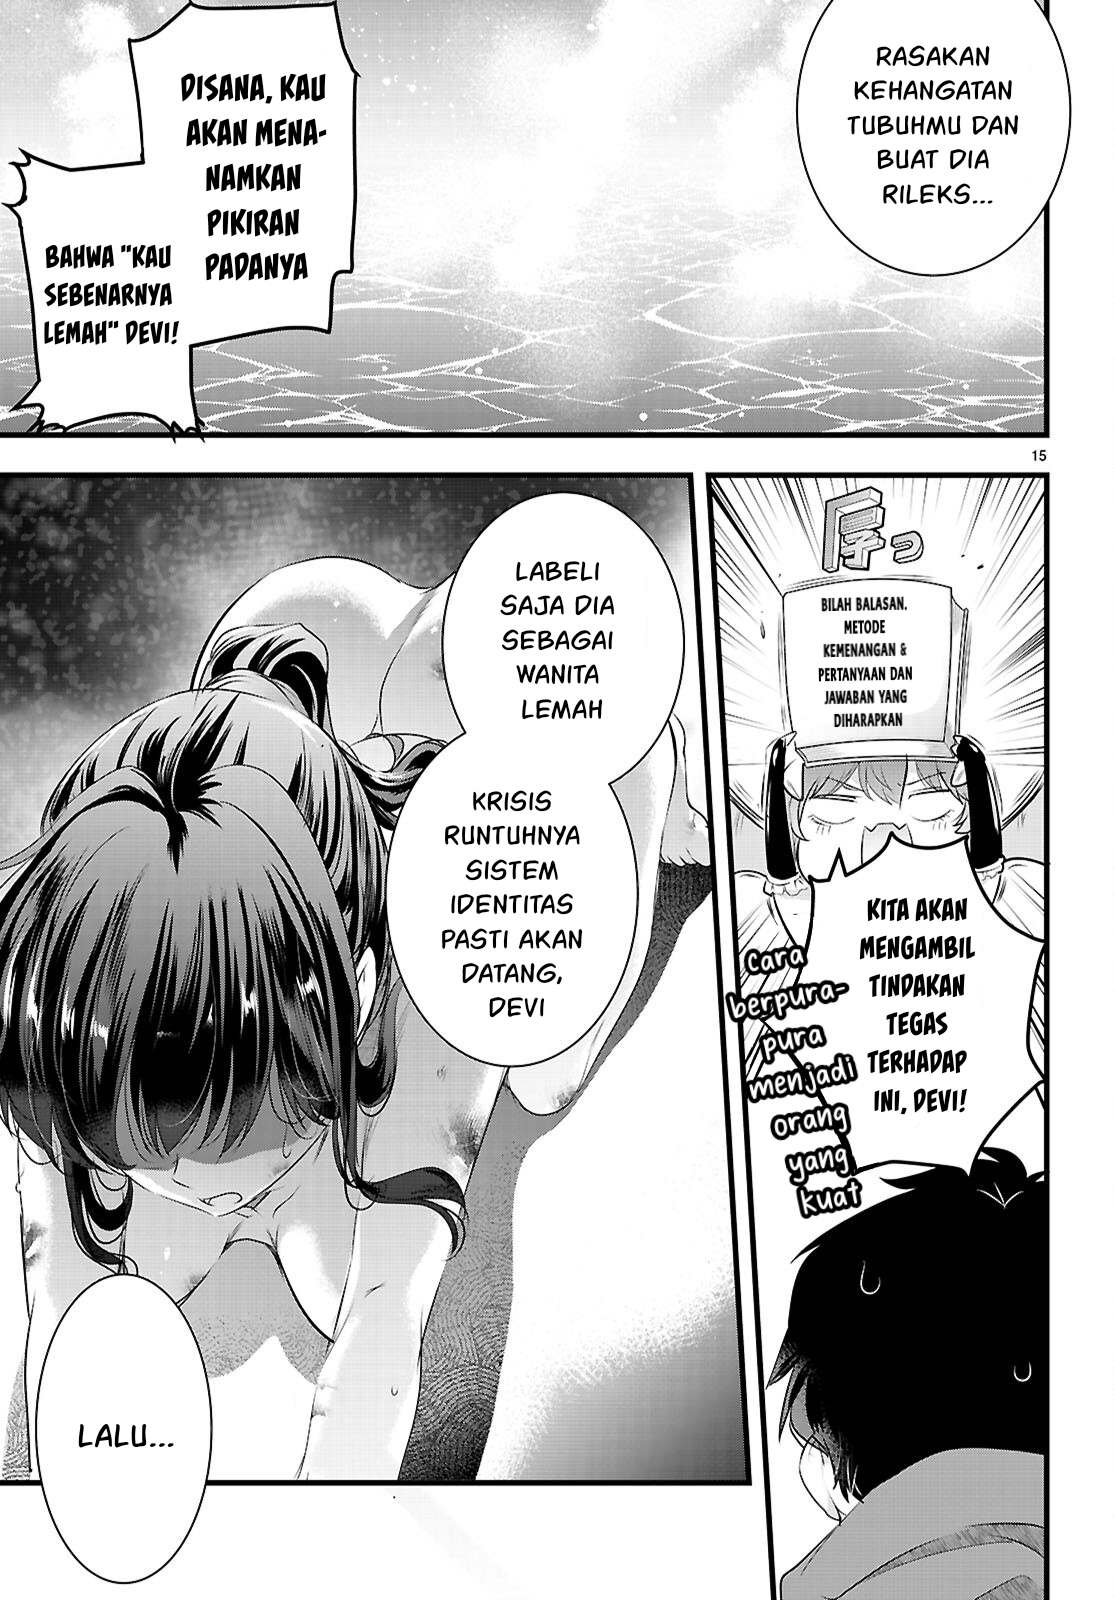 RASAKAN
KEHANGATAN
TUBUHMU DAN
BUAT DIA
RILEKS...
DISANA, KAU
AKAN MENA-
NAMKAN
PIKIRAN
PADANYA
BAHWA "KAU
SEBENARNYA
LEMAH" DEVI!
15
厚っ
BILAH BALASAN.
METODE
KEMENANGAN &
PERTANYAAN DAN
JAWABAN YANG
DIHARAPKAN
KITA AKAN
MENGAMBIL
TINDAKAN
TEGAS
TERHADAP
INI, DEVI!
Cara
berpura-
pura
menjadi
orang
yang
kuat
LABELI
SAJA DIA
SEBAGAI
WANITA
LEMAH
KRISIS
RUNTUHNYA
SISTEM
IDENTITAS
PASTI AKAN
DATANG,
DEVI
LALU...